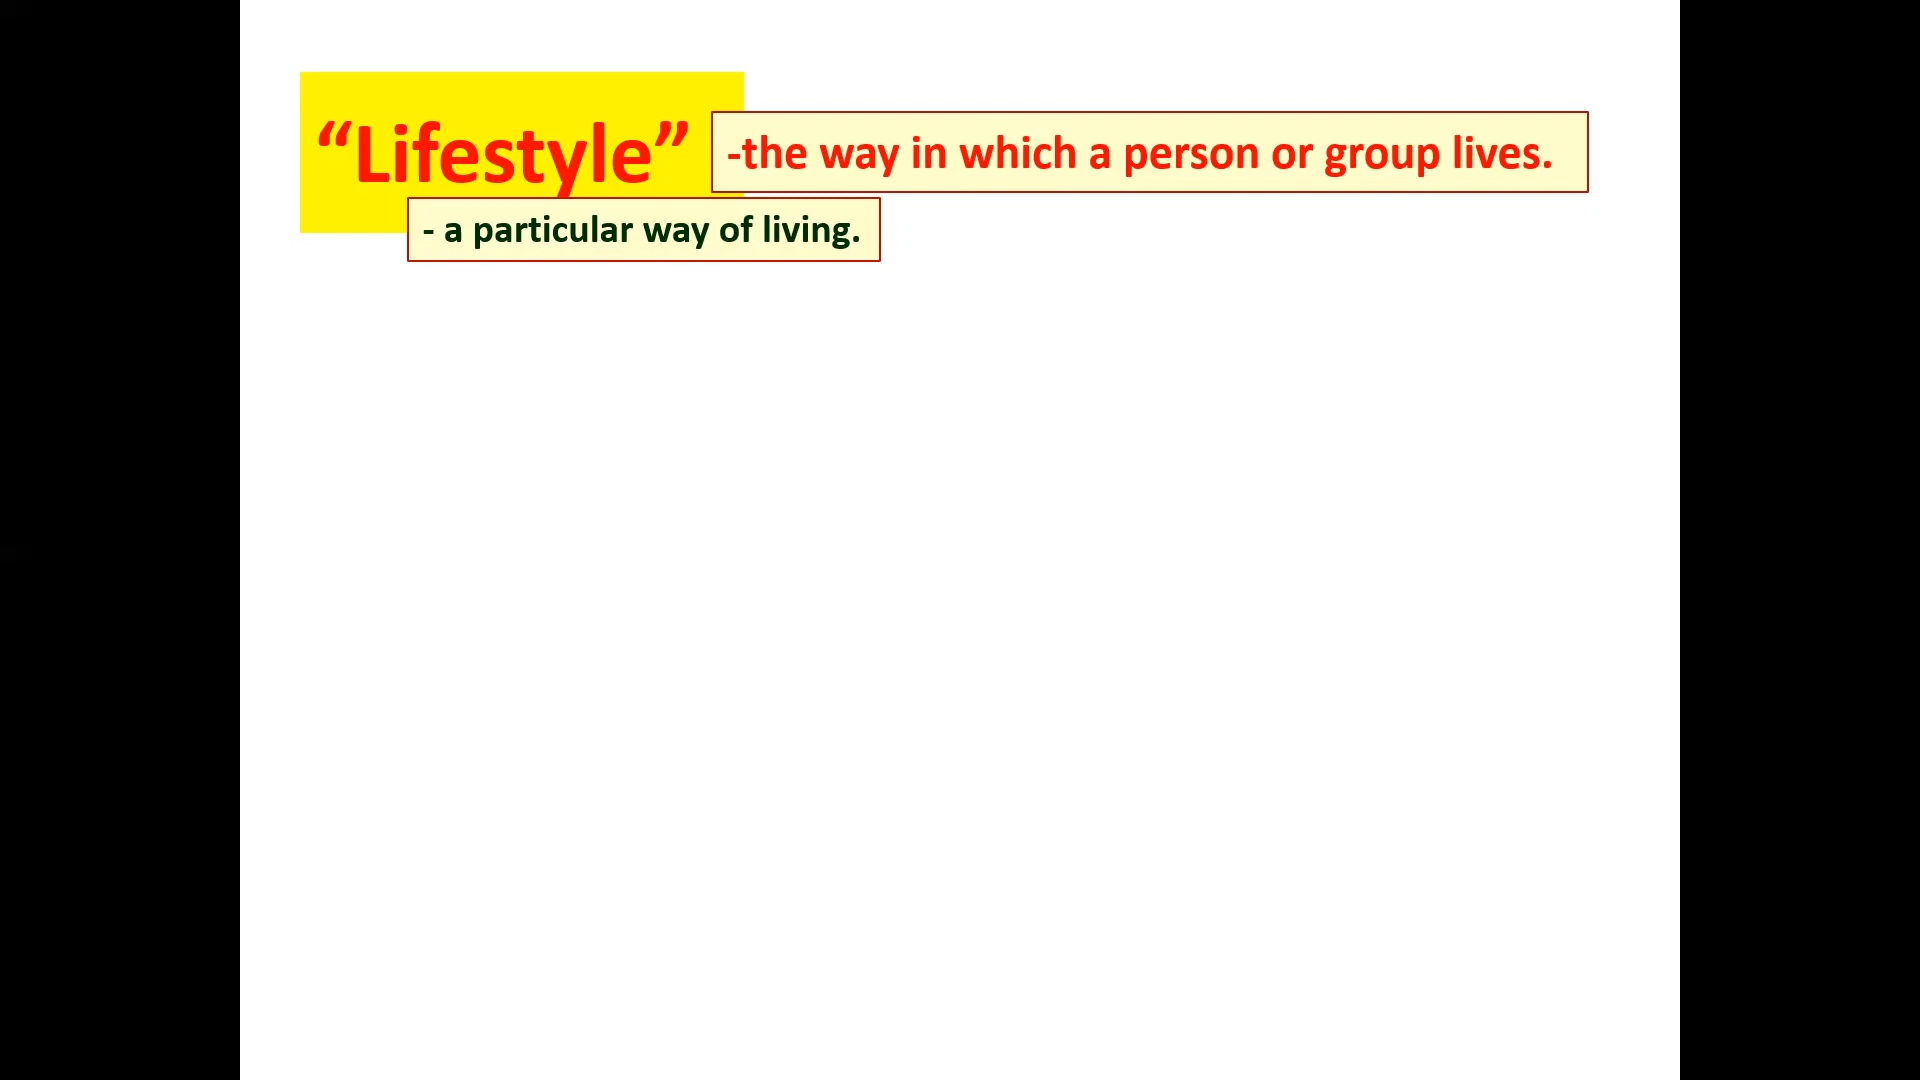 “Lifestyle”
-the way in which a person or group lives.
- a particular way of living.